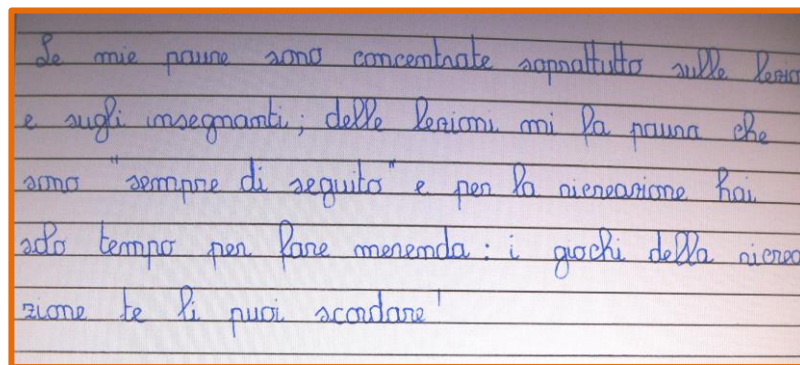 Le mie paure sono concentrate soprattutto sulle lezio
e sugli insegnanti; delle lezioni mi fa paura che
sono "sempre di seguito" e per la ricreazione hai
solo tempo per fare merenda: i giochi della ricrea
zione te li puoi scordare!